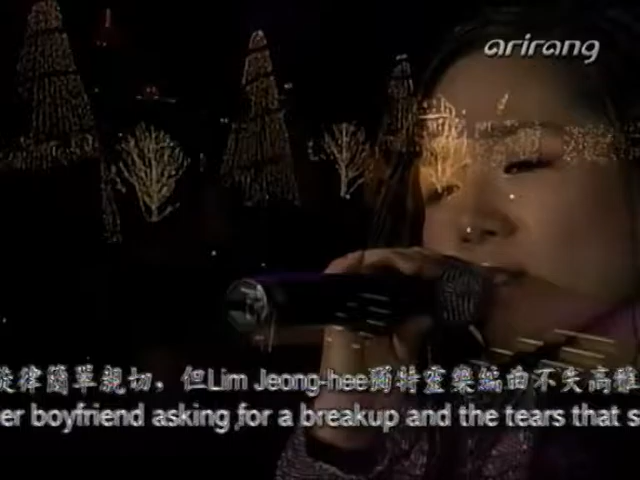 arirang
旋律簡單親切，但Lim Jeong-hee獨特靈樂編曲不失高雅
er boyfriend asking for a breakup and the tears that s